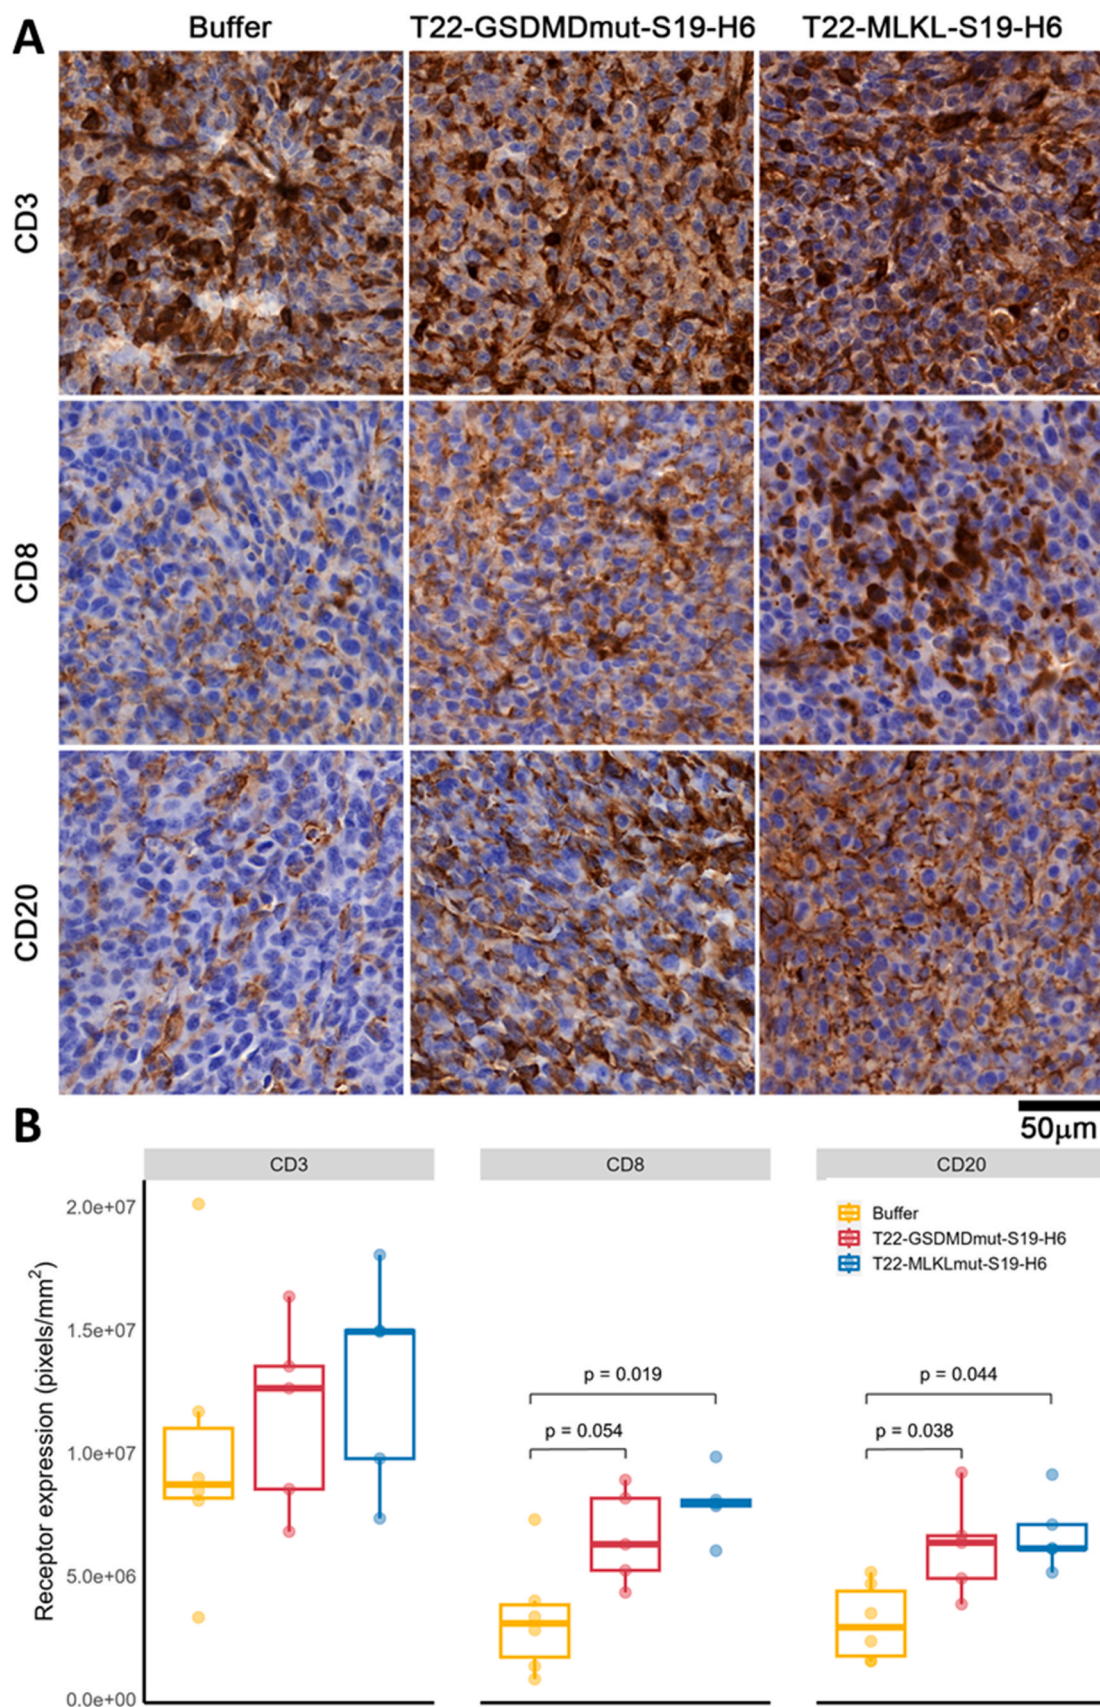 A
Buffer T22-GSDMDmut-S19-H6 T22-MLKL-S19-H6
CD3
CD8
CD20
50μm
B
CD3 CD8 CD20
Receptor expression (pixels/mm²)
2.0e+07
1.5e+07
1.0e+07
5.0e+06
0.0e+00
Buffer
T22-GSDMDmut-S19-H6
T22-MLKLmut-S19-H6
p = 0.019
p = 0.054
p = 0.044
p = 0.038